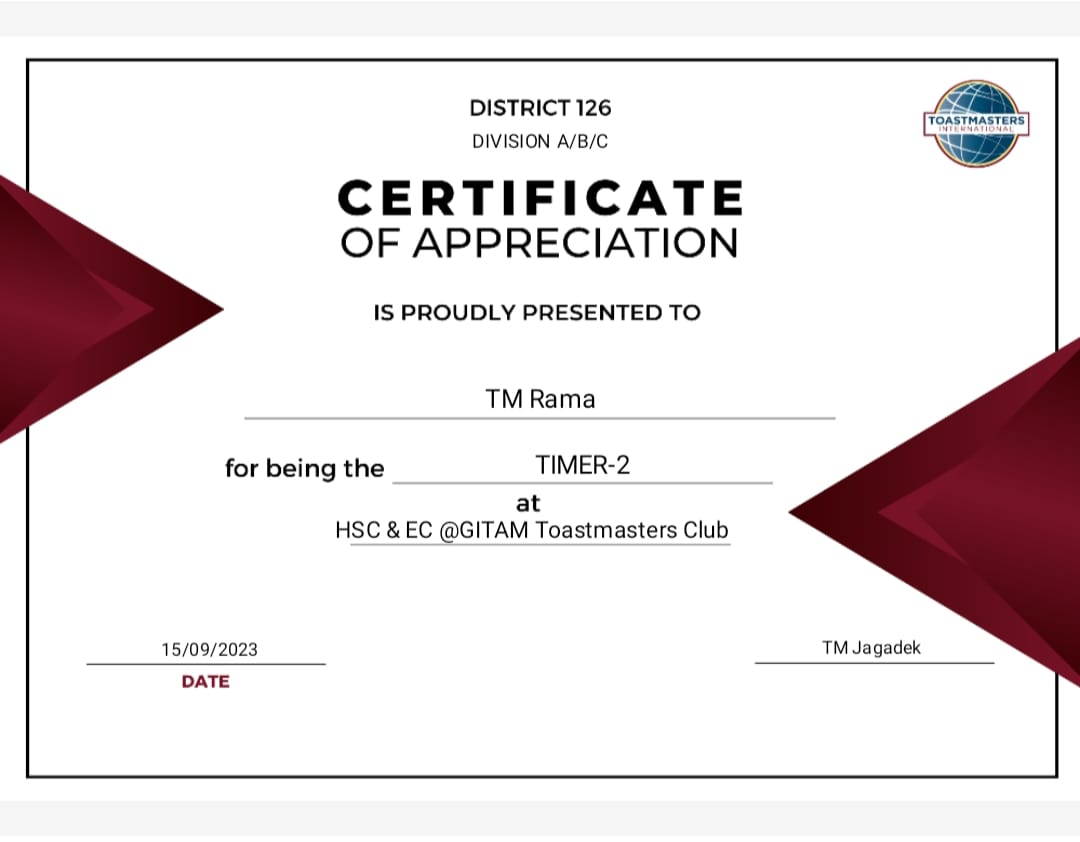 DISTRICT 126
DIVISION A/B/C
TOASTMASTERS
INTERNATIONAL
CERTIFICATE
OF APPRECIATION
IS PROUDLY PRESENTED TO
TM Rama
for being the TIMER-2
at
HSC & EC @GITAM Toastmasters Club
15/09/2023
DATE
TM Jagadek